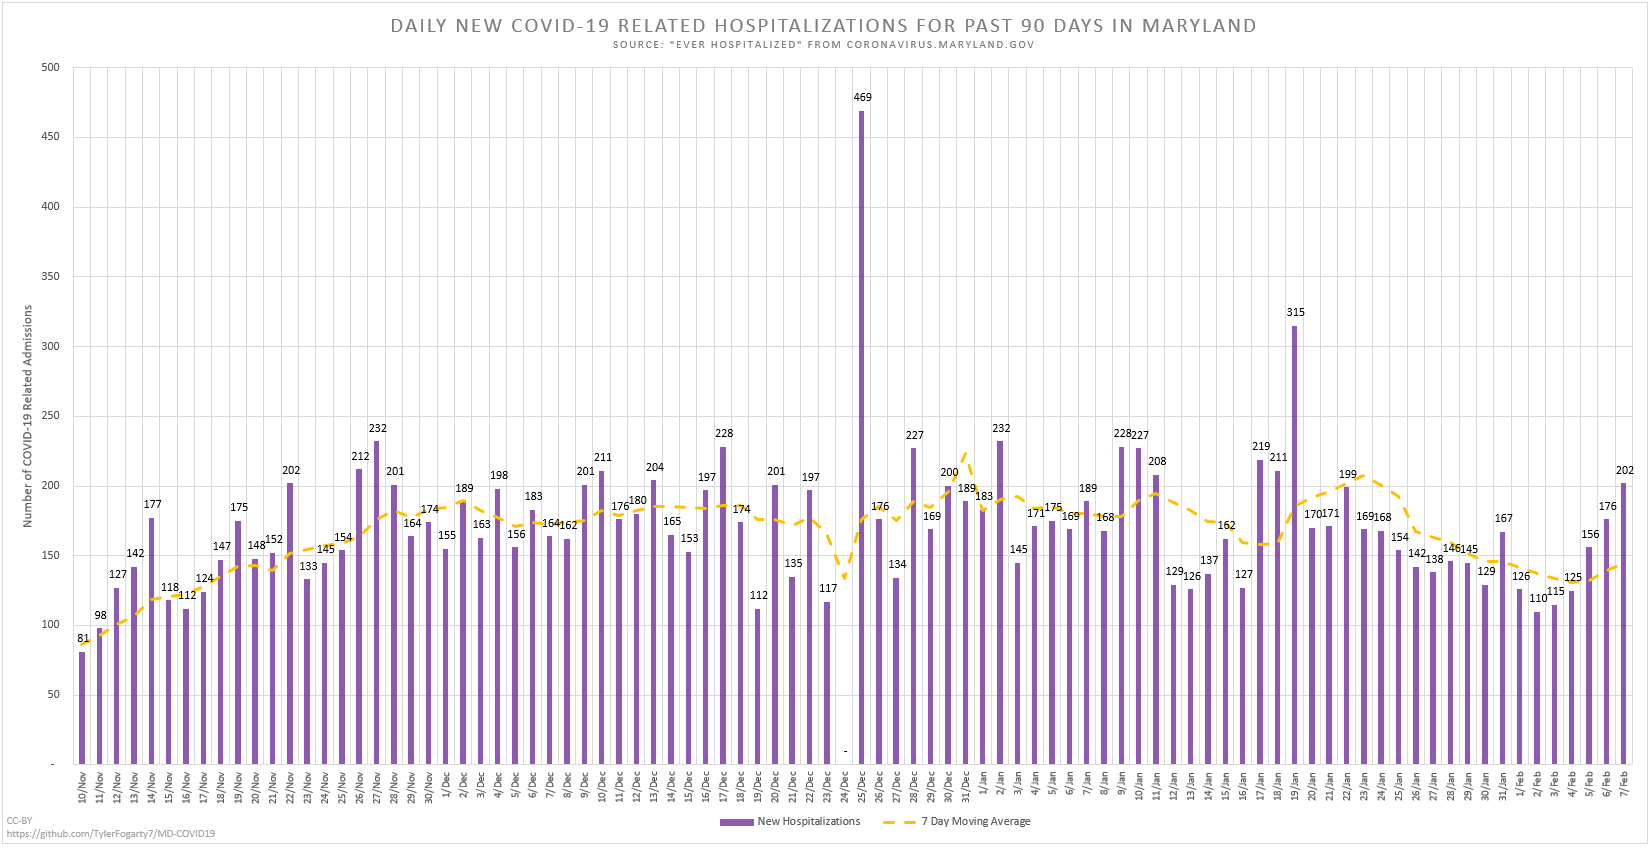 DAILY NEW COVID-19 RELATED HOSPITALIZATIONS FOR PAST 90 DAYS IN MARYLAND
SOURCE: "EVER HOSPITALIZED" FROM CORONAVIRUS.MARYLAND.GOV
Number of COVID-19 Related Admissions
500
450
400
350
300
250
200
150
100
50
-
81
98
127
142
177
118
112
124
147
175
148
152
202
133
145
154
212
232
201
164
174
155
189
163
198
156
183
164
162
201
211
176
180
204
165
153
197
228
174
112
201
135
197
117
-
469
176
134
227
169
200
189
183
232
145
171
175
169
189
168
228
227
208
129
126
137
162
127
219
211
315
170
171
199
169
168
154
142
138
146
145
129
167
126
110
115
125
156
176
202
10/Nov
11/Nov
12/Nov
13/Nov
14/Nov
15/Nov
16/Nov
17/Nov
18/Nov
19/Nov
20/Nov
21/Nov
22/Nov
23/Nov
24/Nov
25/Nov
26/Nov
27/Nov
28/Nov
29/Nov
30/Nov
1/Dec
2/Dec
3/Dec
4/Dec
5/Dec
6/Dec
7/Dec
8/Dec
9/Dec
10/Dec
11/Dec
12/Dec
13/Dec
14/Dec
15/Dec
16/Dec
17/Dec
18/Dec
19/Dec
20/Dec
21/Dec
22/Dec
23/Dec
24/Dec
25/Dec
26/Dec
27/Dec
28/Dec
29/Dec
30/Dec
31/Dec
1/Jan
2/Jan
3/Jan
4/Jan
5/Jan
6/Jan
7/Jan
8/Jan
9/Jan
10/Jan
11/Jan
12/Jan
13/Jan
14/Jan
15/Jan
16/Jan
17/Jan
18/Jan
19/Jan
20/Jan
21/Jan
22/Jan
23/Jan
24/Jan
25/Jan
26/Jan
27/Jan
28/Jan
29/Jan
30/Jan
31/Jan
1/Feb
2/Feb
3/Feb
4/Feb
5/Feb
6/Feb
7/Feb
New Hospitalizations
7 Day Moving Average
CC-BY
https://github.com/TylerFogarty7/MD-COVID19